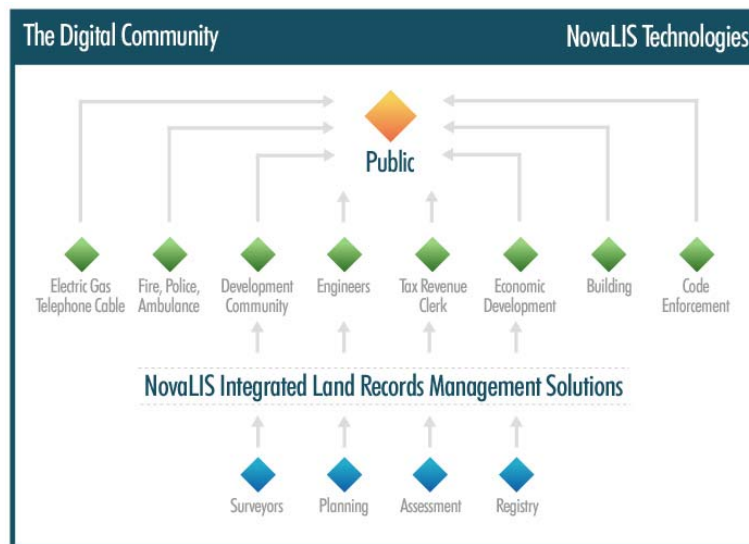 The Digital Community
NovaLIS Technologies
Public
Electric Gas
Telephone Cable
Fire, Police,
Ambulance
Development
Community
Engineers
Tax Revenue
Clerk
Economic
Development
Building
Code
Enforcement
NovaLIS Integrated Land Records Management Solutions
Surveyors
Planning
Assessment
Registry